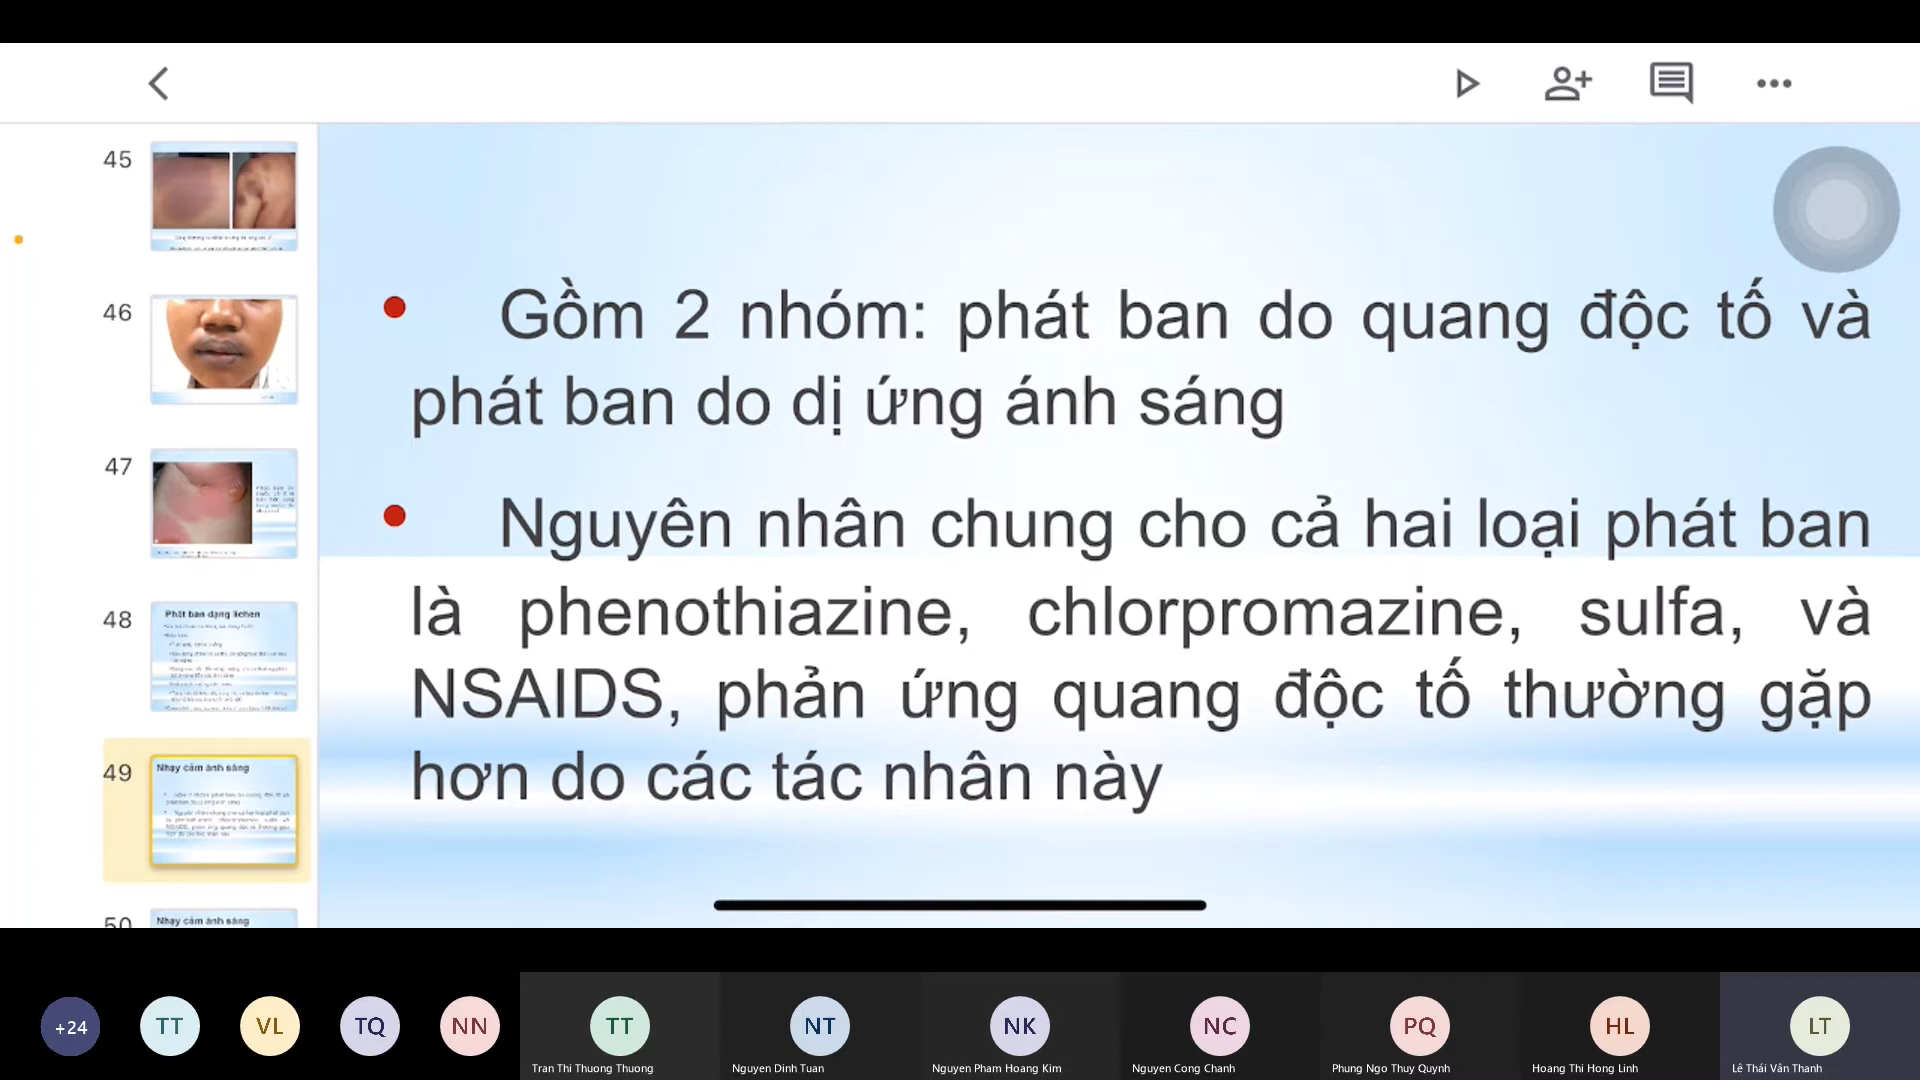 45
46
47
48
Phát ban dạng lichen
49
Nhạy cảm ánh sáng
50
Nhạy cảm ánh sáng
Gồm 2 nhóm: phát ban do quang độc tố và
phát ban do dị ứng ánh sáng
Nguyên nhân chung cho cả hai loại phát ban
là phenothiazine, chlorpromazine, sulfa, và
NSAIDS, phản ứng quang độc tố thường gặp
hơn do các tác nhân này
+24
TT
VL
TQ
NN
TT
Tran Thi Thuong Thuong
NT
Nguyen Dinh Tuan
NK
Nguyen Pham Hoang Kim
NC
Nguyen Cong Chanh
PQ
Phung Ngo Thuy Quynh
HL
Hoang Thi Hong Linh
LT
Lê Thái Vân Thanh